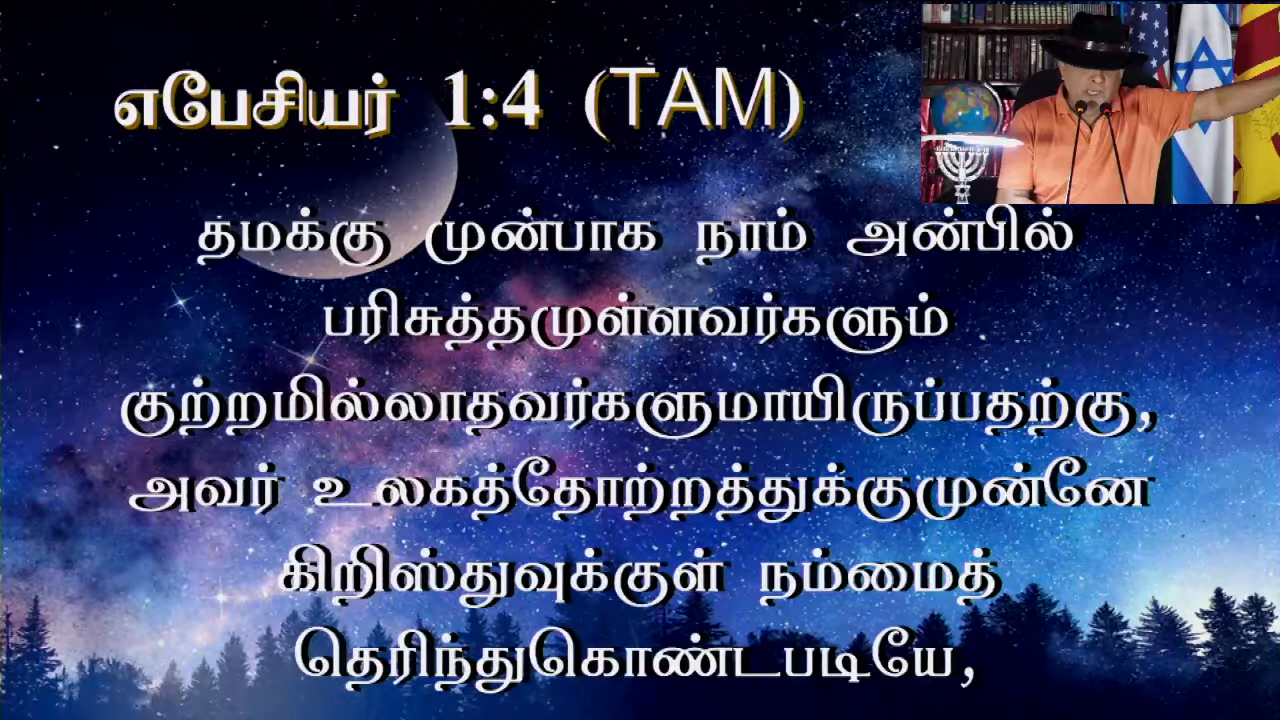 எபேசியர் 1:4 (TAM)
தமக்கு முன்பாக நாம் அன்பில்
பரிசுத்தமுள்ளவர்களும்
குற்றமில்லாதவர்களுமாயிருப்பதற்கு,
அவர் உலகத்தோற்றத்துக்குமுன்னே
கிறிஸ்துவுக்குள் நம்மைத்
தெரிந்துகொண்டபடியே,